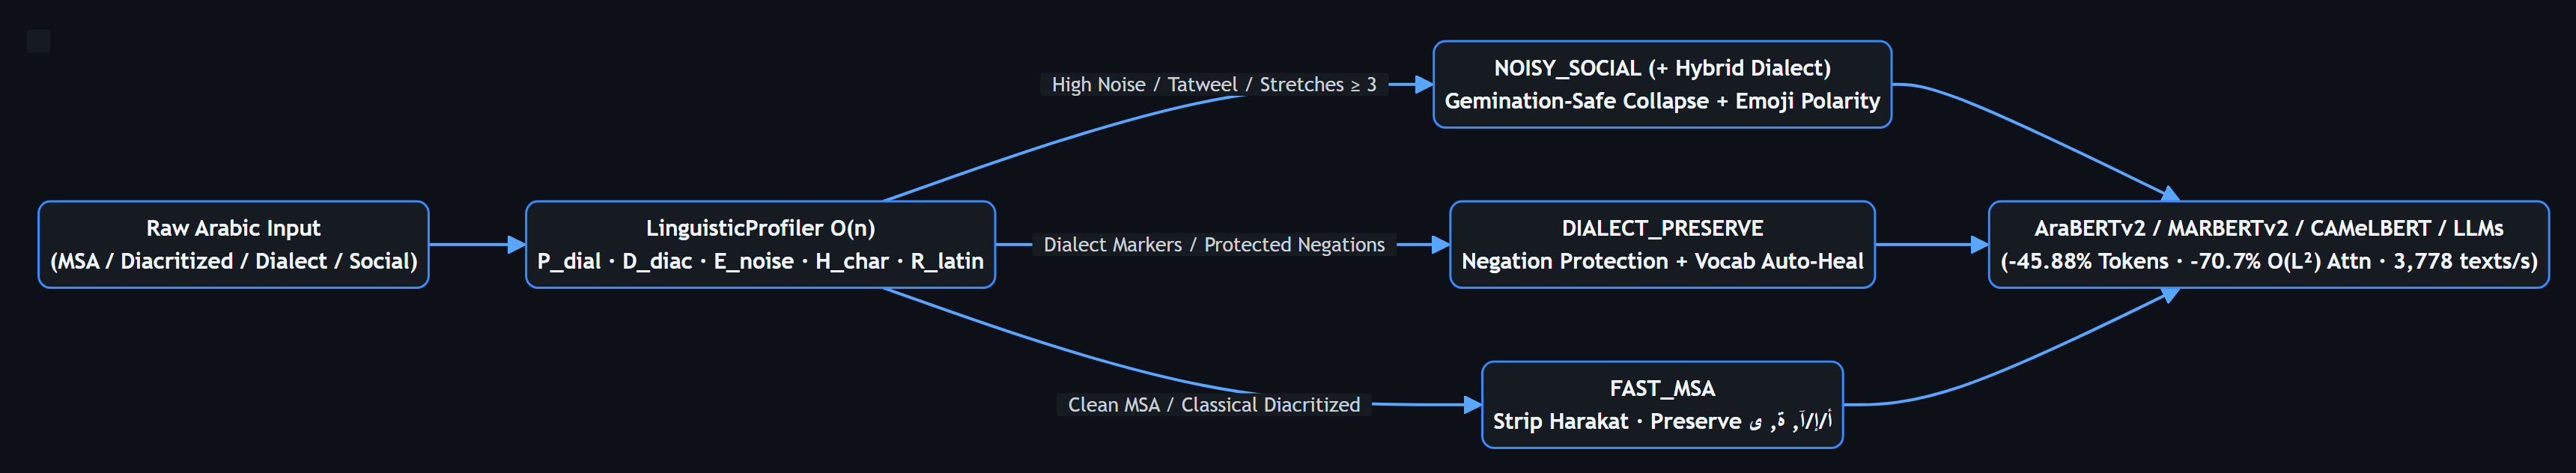 High Noise / Tatweel / Stretches ≥ 3
NOISY_SOCIAL (+ Hybrid Dialect)
Gemination-Safe Collapse + Emoji Polarity
Raw Arabic Input
(MSA / Diacritized / Dialect / Social)
LinguisticProfiler O(n)
P_dial · D_diac · E_noise · H_char · R_latin
Dialect Markers / Protected Negations
DIALECT_PRESERVE
Negation Protection + Vocab Auto-Heal
AraBERTv2 / MARBERTv2 / CAMeLBERT / LLMs
(-45.88% Tokens · -70.7% O(L²) Attn · 3,778 texts/s)
Clean MSA / Classical Diacritized
FAST_MSA
Strip Harakat · Preserve أ/إ/آ, ة, ى